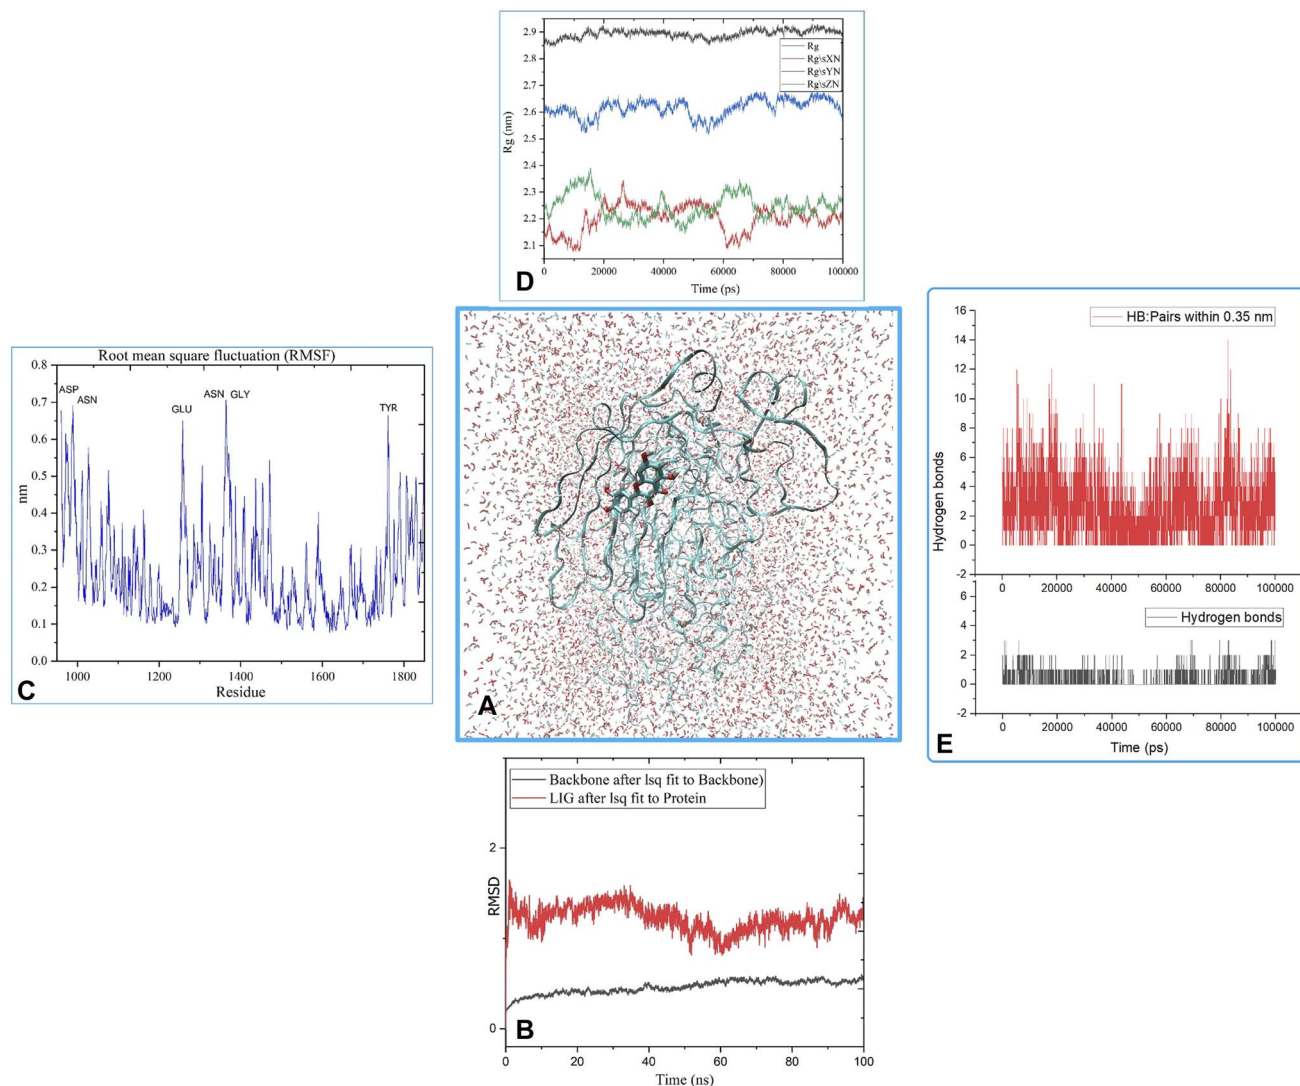 2.9
2.8
2.7
2.6
2.5
2.4
2.3
2.2
2.1
Rg (nm)
Rg
Rg\sXN
Rg\sYN
Rg\sZN
0 20000 40000 60000 80000 100000
Time (ps)
D
Root mean square fluctuation (RMSF)
0.8
0.7
0.6
0.5
0.4
0.3
0.2
0.1
0.0
nm
ASP
ASN
GLU
ASN GLY
TYR
1000 1200 1400 1600 1800
Residue
C
A
16
14
12
10
8
6
4
2
0
-2
HB:Pairs within 0.35 nm
Hydrogen bonds
6
4
2
0
-2
Hydrogen bonds
0 20000 40000 60000 80000 100000
Time (ps)
E
Backbone after lsq fit to Backbone)
LIG after lsq fit to Protein
2
0
RMSD
0 20 40 60 80 100
Time (ns)
B